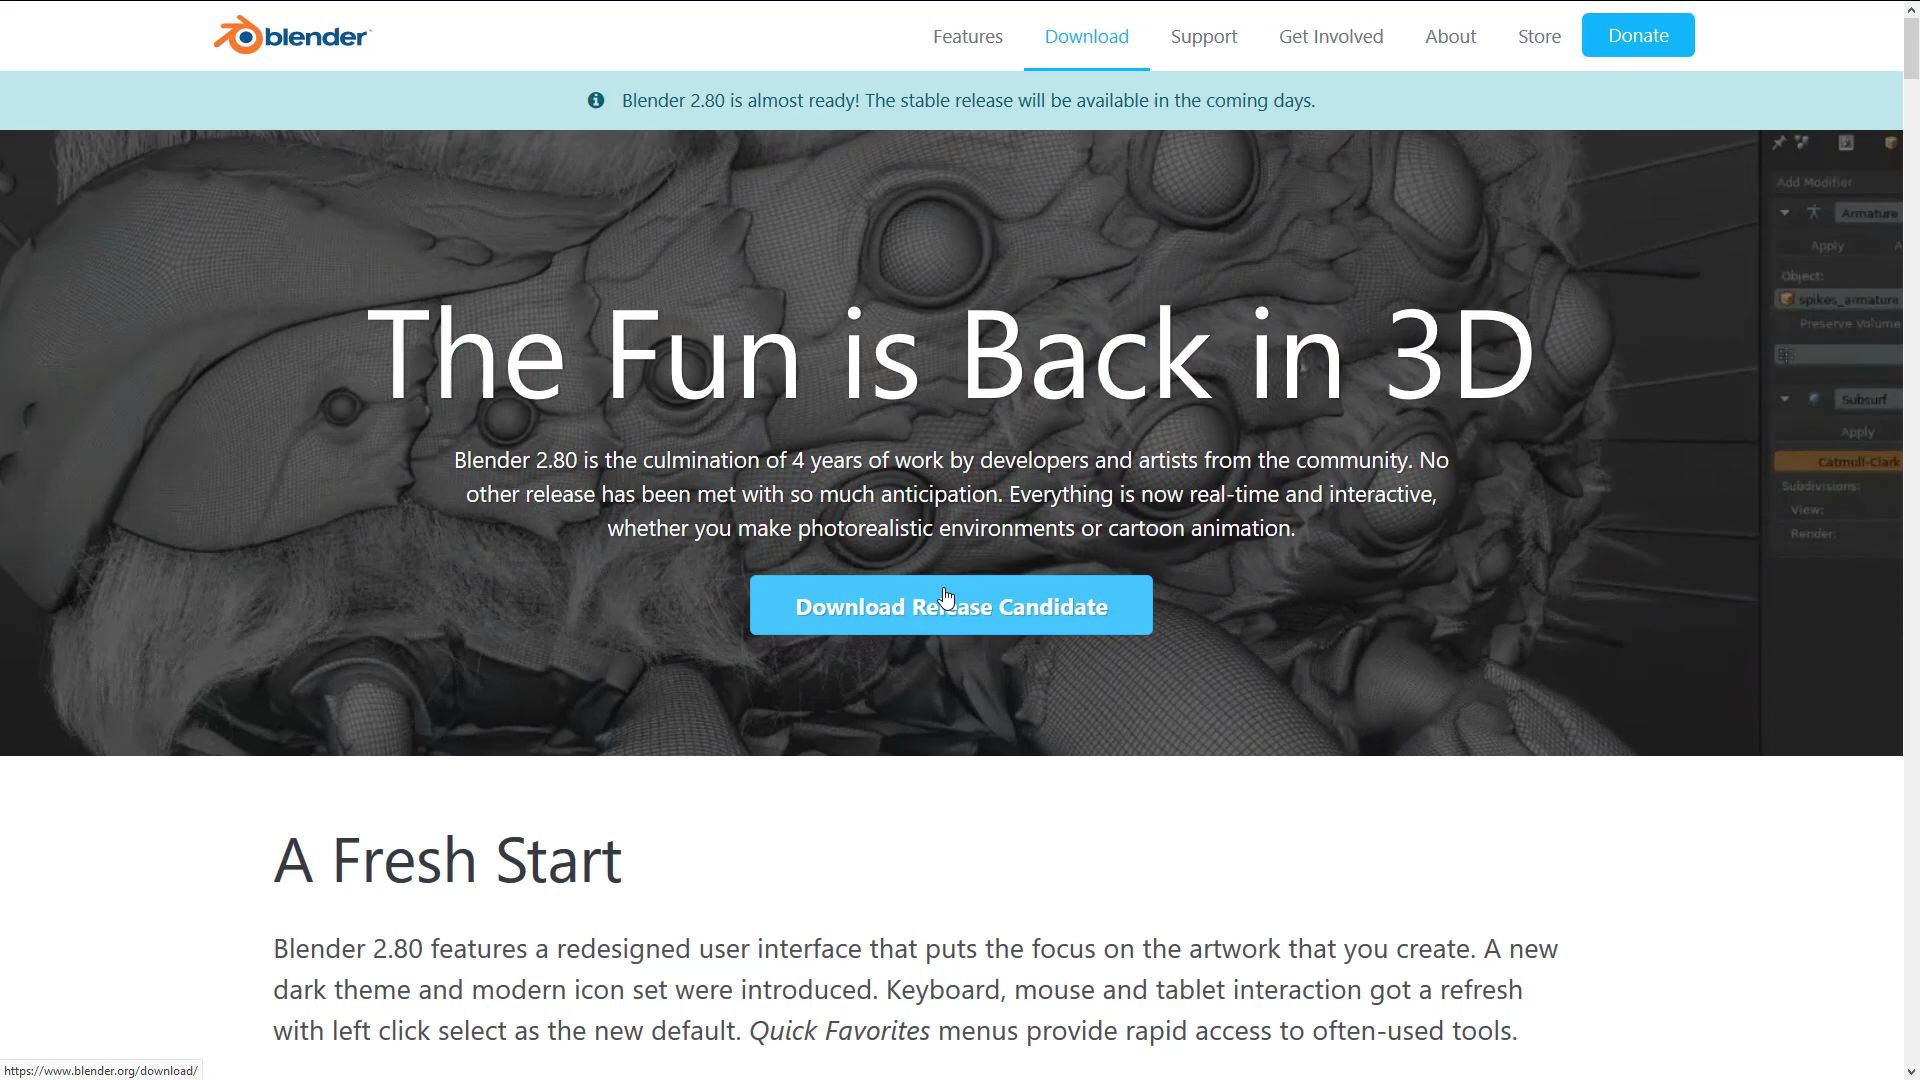 blender
Features Download Support Get Involved About Store Donate
Blender 2.80 is almost ready! The stable release will be available in the coming days.
Add Modifier
Armature
Apply
Object:
spikes_armature
Preserve Volume
Subsurf
Apply
Catmull-Clark
Subdivisions:
View:
Render:
The Fun is Back in 3D
Blender 2.80 is the culmination of 4 years of work by developers and artists from the community. No
other release has been met with so much anticipation. Everything is now real-time and interactive,
whether you make photorealistic environments or cartoon animation.
Download Release Candidate
A Fresh Start
Blender 2.80 features a redesigned user interface that puts the focus on the artwork that you create. A new
dark theme and modern icon set were introduced. Keyboard, mouse and tablet interaction got a refresh
with left click select as the new default. Quick Favorites menus provide rapid access to often-used tools.
https://www.blender.org/download/